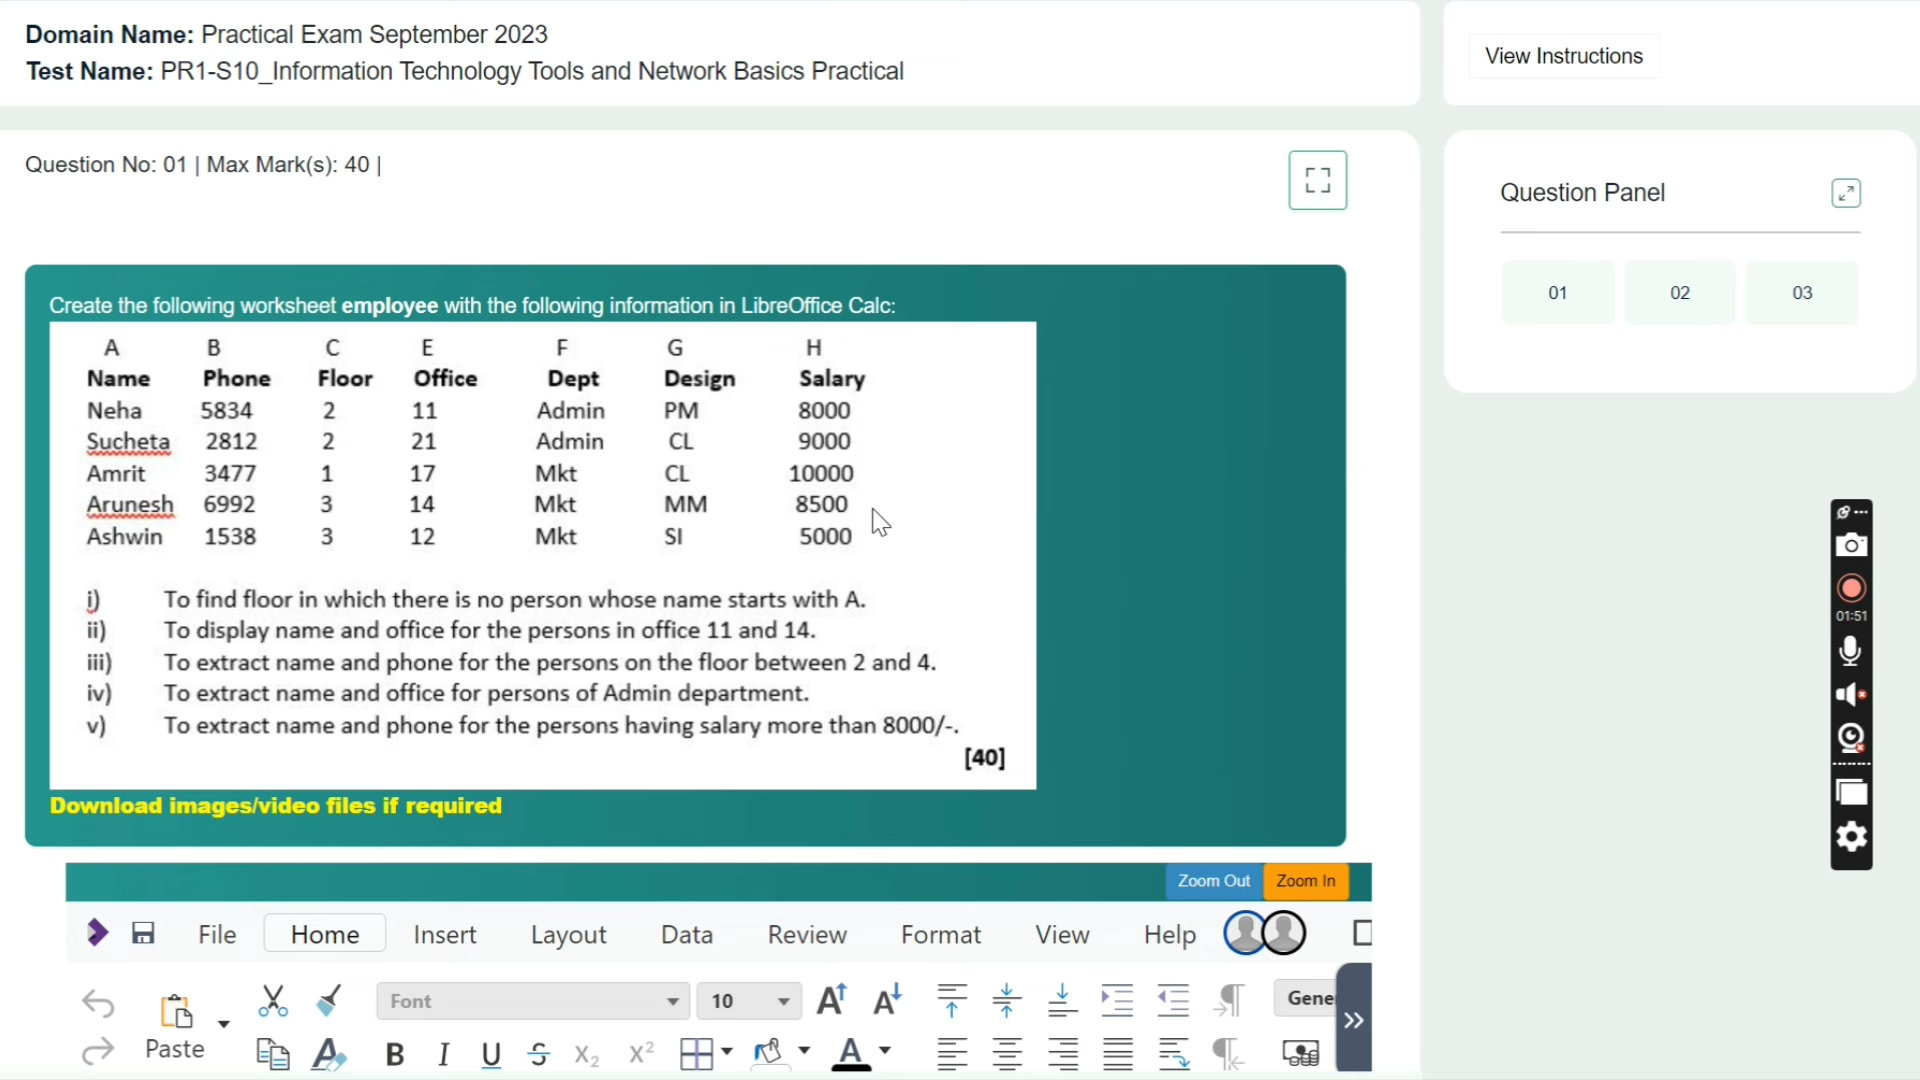 Domain Name: Practical Exam September 2023
Test Name: PR1-S10_Information Technology Tools and Network Basics Practical
View Instructions
Question No: 01 | Max Mark(s): 40 |
Question Panel
01 02 03
Create the following worksheet employee with the following information in LibreOffice Calc:
A B C E F G H
Name Phone Floor Office Dept Design Salary
Neha 5834 2 11 Admin PM 8000
Sucheta 2812 2 21 Admin CL 9000
Amrit 3477 1 17 Mkt CL 10000
Arunesh 6992 3 14 Mkt MM 8500
Ashwin 1538 3 12 Mkt SI 5000
i) To find floor in which there is no person whose name starts with A.
ii) To display name and office for the persons in office 11 and 14.
iii) To extract name and phone for the persons on the floor between 2 and 4.
iv) To extract name and office for persons of Admin department.
v) To extract name and phone for the persons having salary more than 8000/-.
[40]
Download images/video files if required
01:51
Zoom Out Zoom In
File Home Insert Layout Data Review Format View Help
Font 10 Gene
Paste